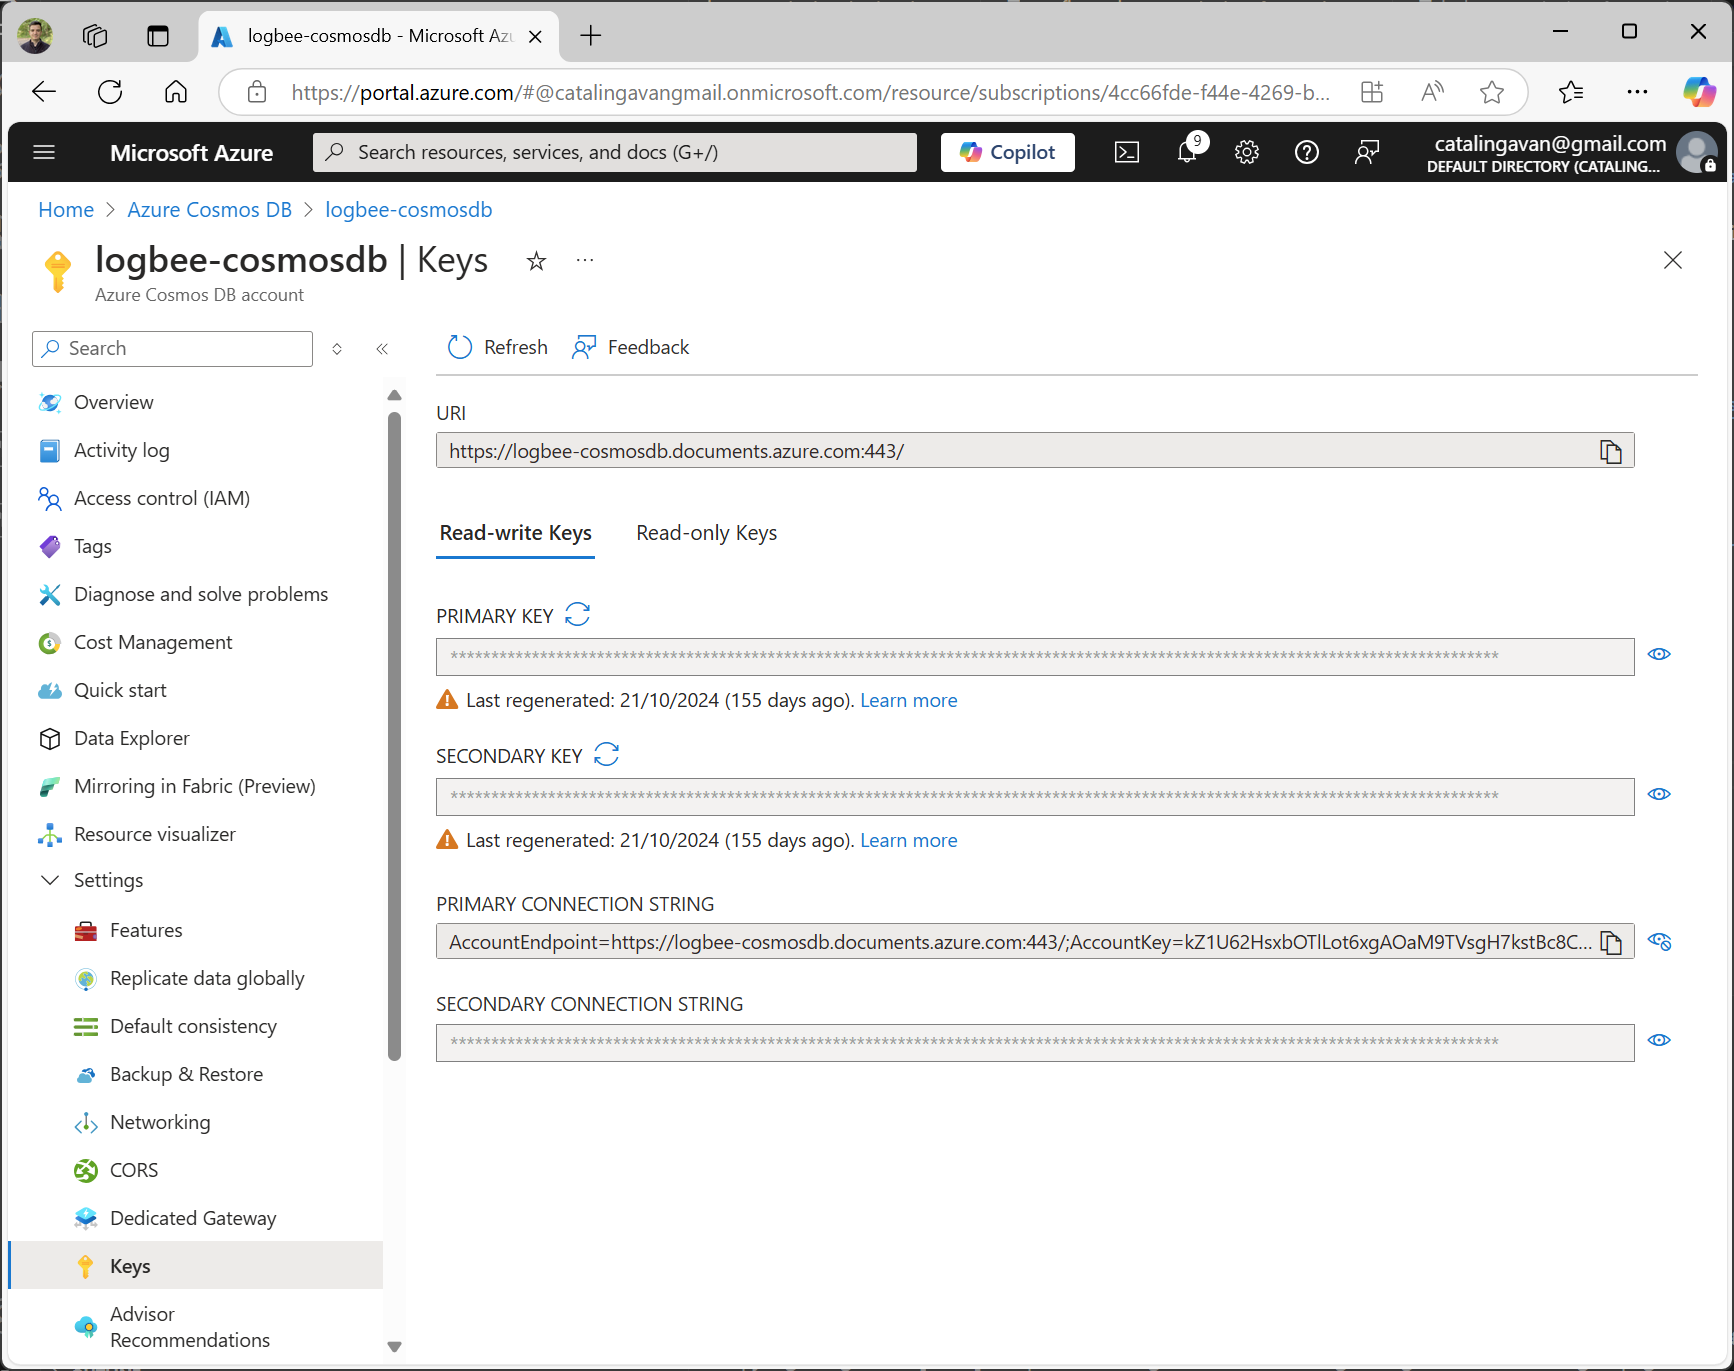 logbee-cosmosdb - Microsoft Az
https://portal.azure.com/#@catalingavangmail.onmicrosoft.com/resource/subscriptions/4cc66fde-f44e-4269-b...
Microsoft Azure
Search resources, services, and docs (G+/)
Copilot
9
catalingavan@gmail.com
DEFAULT DIRECTORY (CATALING...
Home > Azure Cosmos DB > logbee-cosmosdb
logbee-cosmosdb | Keys
Azure Cosmos DB account
Search
Refresh
Feedback
Overview
Activity log
Access control (IAM)
Tags
Diagnose and solve problems
Cost Management
Quick start
Data Explorer
Mirroring in Fabric (Preview)
Resource visualizer
Settings
Features
Replicate data globally
Default consistency
Backup & Restore
Networking
CORS
Dedicated Gateway
Keys
Advisor
Recommendations
URI
https://logbee-cosmosdb.documents.azure.com:443/
Read-write Keys
Read-only Keys
PRIMARY KEY
Last regenerated: 21/10/2024 (155 days ago). Learn more
SECONDARY KEY
Last regenerated: 21/10/2024 (155 days ago). Learn more
PRIMARY CONNECTION STRING
AccountEndpoint=https://logbee-cosmosdb.documents.azure.com:443/;AccountKey=kZ1U62HsxbOTlLot6xgAOaM9TVsgH7kstBc8C...
SECONDARY CONNECTION STRING